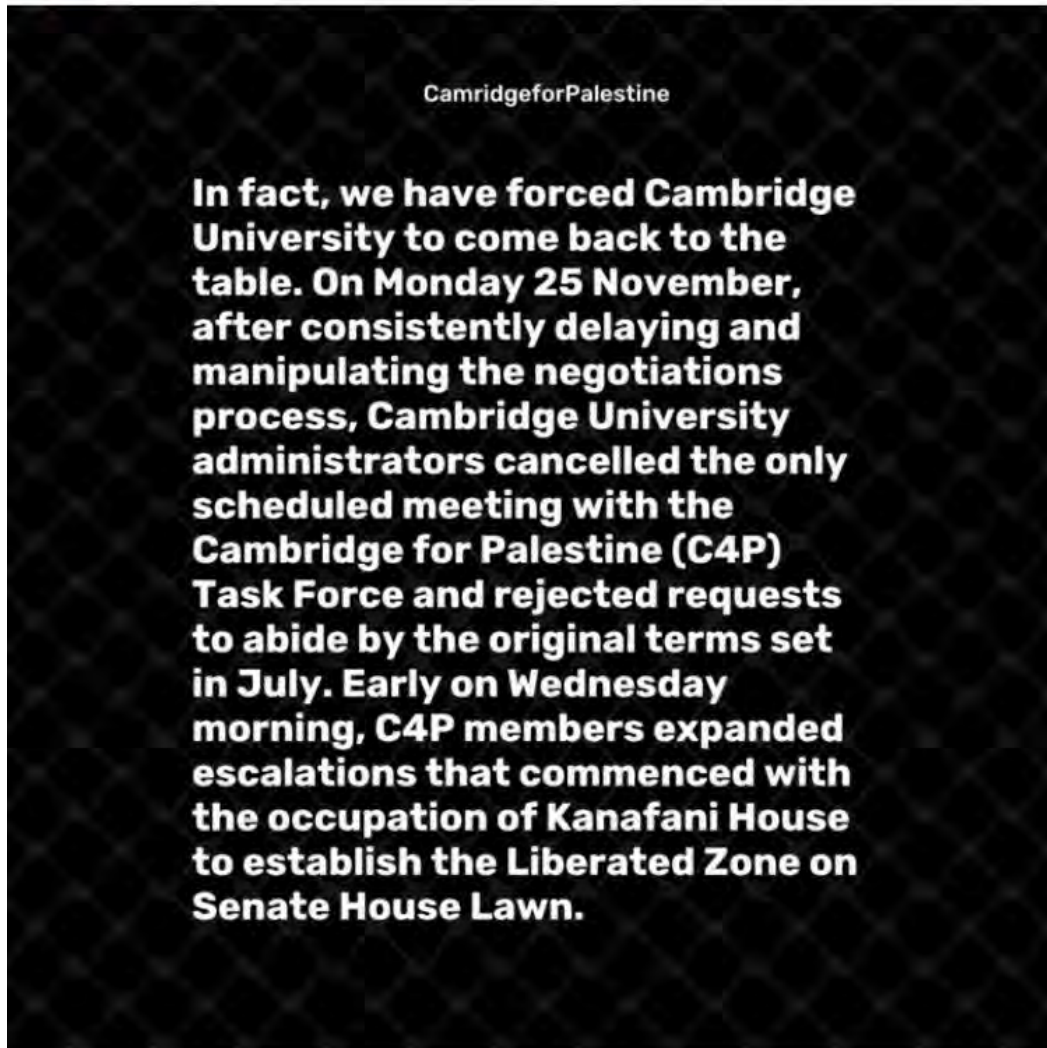 CamridgeforPalestine
In fact, we have forced Cambridge
University to come back to the
table. On Monday 25 November,
after consistently delaying and
manipulating the negotiations
process, Cambridge University
administrators cancelled the only
scheduled meeting with the
Cambridge for Palestine (C4P)
Task Force and rejected requests
to abide by the original terms set
in July. Early on Wednesday
morning, C4P members expanded
escalations that commenced with
the occupation of Kanafani House
to establish the Liberated Zone on
Senate House Lawn.